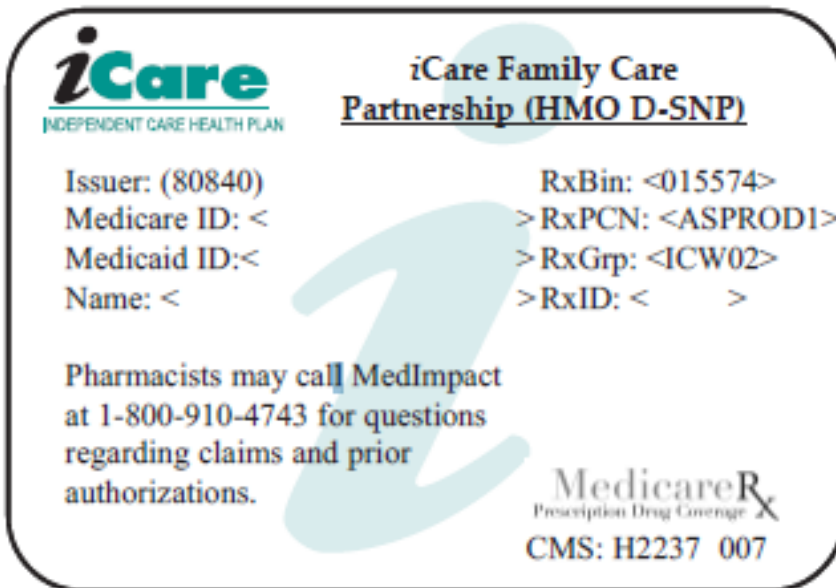 iCare
INDEPENDENT CARE HEALTH PLAN
iCare Family Care
Partnership (HMO D-SNP)
Issuer: (80840)
Medicare ID: < >
Medicaid ID:< >
Name: < >
RxBin: <015574>
RxPCN: <ASPROD1>
RxGrp: <ICW02>
RxID: < >
Pharmacists may call MedImpact
at 1-800-910-4743 for questions
regarding claims and prior
authorizations.
MedicareRx
Prescription Drug Coverage
CMS: H2237 007